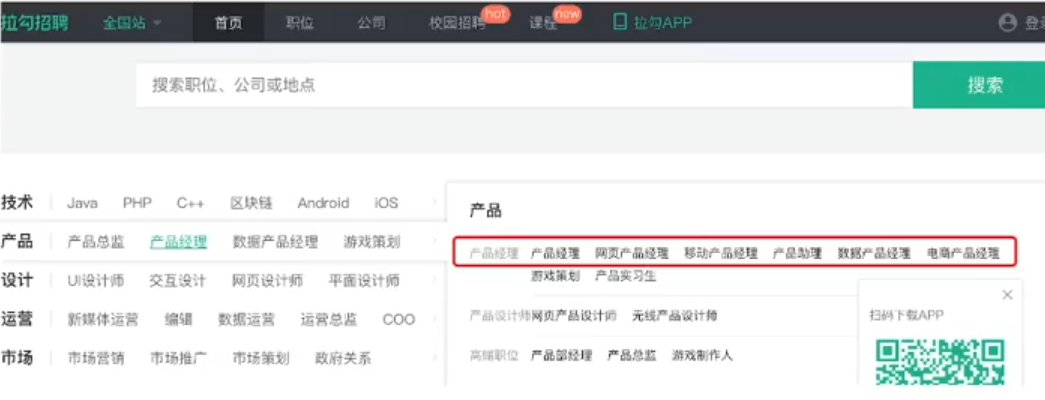 拉勾招聘 全国站 首页 职位 公司 校园招聘 hot 课程 new 拉勾APP 登录
搜索职位、公司或地点 搜索
技术 Java PHP C++ 区块链 Android iOS
产品 产品总监 产品经理 数据产品经理 游戏策划
设计 UI设计师 交互设计 网页设计师 平面设计师
运营 新媒体运营 编辑 数据运营 运营总监 COO
市场 市场营销 市场推广 市场策划 政府关系
产品
产品经理 产品经理 网页产品经理 移动产品经理 产品助理 数据产品经理 电商产品经理
游戏策划 产品实习生
产品设计师 网页产品设计师 无线产品设计师
高端职位 产品部经理 产品总监 游戏制作人
扫码下载APP